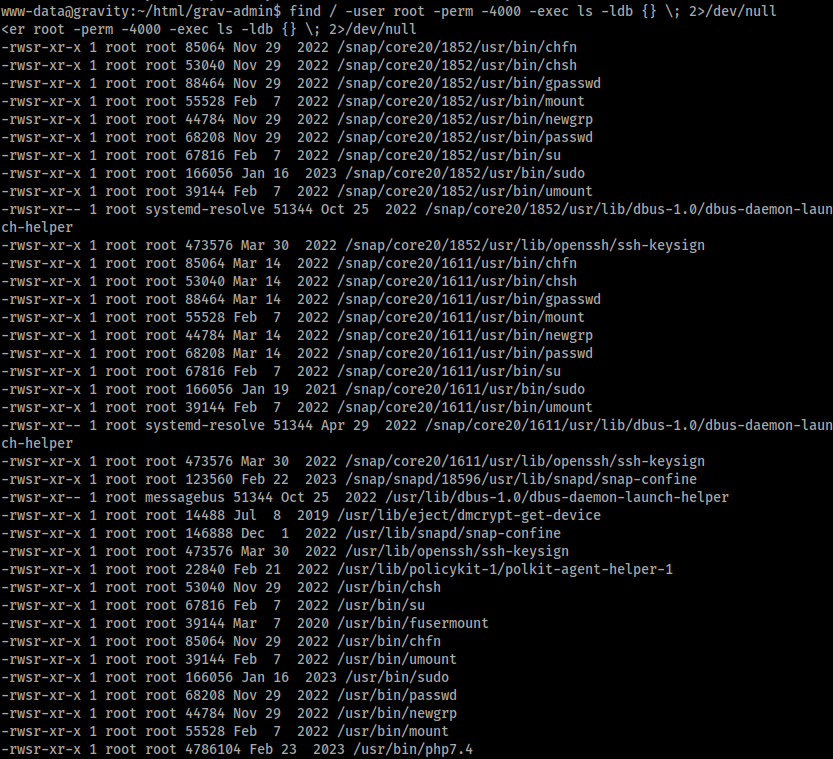 www-data@gravity:~/html/grav-admin$ find / -user root -perm -4000 -exec ls -ldb {} \; 2>/dev/null
<er root -perm -4000 -exec ls -ldb {} \; 2>/dev/null
-rwsr-xr-x 1 root root 85064 Nov 29  2022 /snap/core20/1852/usr/bin/chfn
-rwsr-xr-x 1 root root 53040 Nov 29  2022 /snap/core20/1852/usr/bin/chsh
-rwsr-xr-x 1 root root 88464 Nov 29  2022 /snap/core20/1852/usr/bin/gpasswd
-rwsr-xr-x 1 root root 55528 Feb  7  2022 /snap/core20/1852/usr/bin/mount
-rwsr-xr-x 1 root root 44784 Nov 29  2022 /snap/core20/1852/usr/bin/newgrp
-rwsr-xr-x 1 root root 68208 Nov 29  2022 /snap/core20/1852/usr/bin/passwd
-rwsr-xr-x 1 root root 67816 Feb  7  2022 /snap/core20/1852/usr/bin/su
-rwsr-xr-x 1 root root 166056 Jan 16  2023 /snap/core20/1852/usr/bin/sudo
-rwsr-xr-x 1 root root 39144 Feb  7  2022 /snap/core20/1852/usr/bin/umount
-rwsr-xr-- 1 root systemd-resolve 51344 Oct 25  2022 /snap/core20/1852/usr/lib/dbus-1.0/dbus-daemon-laun
ch-helper
-rwsr-xr-x 1 root root 473576 Mar 30  2022 /snap/core20/1852/usr/lib/openssh/ssh-keysign
-rwsr-xr-x 1 root root 85064 Mar 14  2022 /snap/core20/1611/usr/bin/chfn
-rwsr-xr-x 1 root root 53040 Mar 14  2022 /snap/core20/1611/usr/bin/chsh
-rwsr-xr-x 1 root root 88464 Mar 14  2022 /snap/core20/1611/usr/bin/gpasswd
-rwsr-xr-x 1 root root 55528 Feb  7  2022 /snap/core20/1611/usr/bin/mount
-rwsr-xr-x 1 root root 44784 Mar 14  2022 /snap/core20/1611/usr/bin/newgrp
-rwsr-xr-x 1 root root 68208 Mar 14  2022 /snap/core20/1611/usr/bin/passwd
-rwsr-xr-x 1 root root 67816 Feb  7  2022 /snap/core20/1611/usr/bin/su
-rwsr-xr-x 1 root root 166056 Jan 19  2021 /snap/core20/1611/usr/bin/sudo
-rwsr-xr-x 1 root root 39144 Feb  7  2022 /snap/core20/1611/usr/bin/umount
-rwsr-xr-- 1 root systemd-resolve 51344 Apr 29  2022 /snap/core20/1611/usr/lib/dbus-1.0/dbus-daemon-laun
ch-helper
-rwsr-xr-x 1 root root 473576 Mar 30  2022 /snap/core20/1611/usr/lib/openssh/ssh-keysign
-rwsr-xr-x 1 root root 123560 Feb 22  2023 /snap/snapd/18596/usr/lib/snapd/snap-confine
-rwsr-xr-- 1 root messagebus 51344 Oct 25  2022 /usr/lib/dbus-1.0/dbus-daemon-launch-helper
-rwsr-xr-x 1 root root 14488 Jul  8  2019 /usr/lib/eject/dmcrypt-get-device
-rwsr-xr-x 1 root root 146888 Dec  1  2022 /usr/lib/snapd/snap-confine
-rwsr-xr-x 1 root root 473576 Mar 30  2022 /usr/lib/openssh/ssh-keysign
-rwsr-xr-x 1 root root 22840 Feb 21  2022 /usr/lib/policykit-1/polkit-agent-helper-1
-rwsr-xr-x 1 root root 53040 Nov 29  2022 /usr/bin/chsh
-rwsr-xr-x 1 root root 67816 Feb  7  2022 /usr/bin/su
-rwsr-xr-x 1 root root 39144 Mar  7  2020 /usr/bin/fusermount
-rwsr-xr-x 1 root root 85064 Nov 29  2022 /usr/bin/chfn
-rwsr-xr-x 1 root root 39144 Feb  7  2022 /usr/bin/umount
-rwsr-xr-x 1 root root 166056 Jan 16  2023 /usr/bin/sudo
-rwsr-xr-x 1 root root 68208 Nov 29  2022 /usr/bin/passwd
-rwsr-xr-x 1 root root 44784 Nov 29  2022 /usr/bin/newgrp
-rwsr-xr-x 1 root root 55528 Feb  7  2022 /usr/bin/mount
-rwsr-xr-x 1 root root 4786104 Feb 23  2023 /usr/bin/php7.4